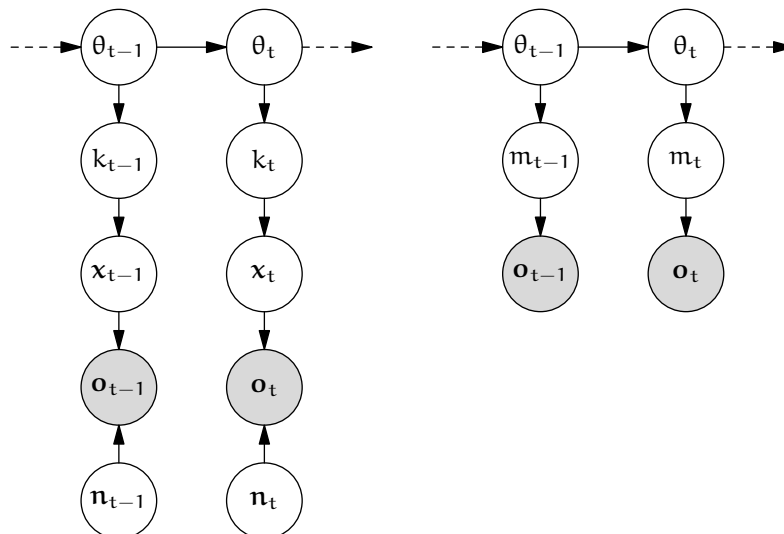 θt−1 θt θt−1 θt
kt−1 kt mt−1 mt
xt−1 xt ot−1 ot
ot−1 ot
nt−1 nt